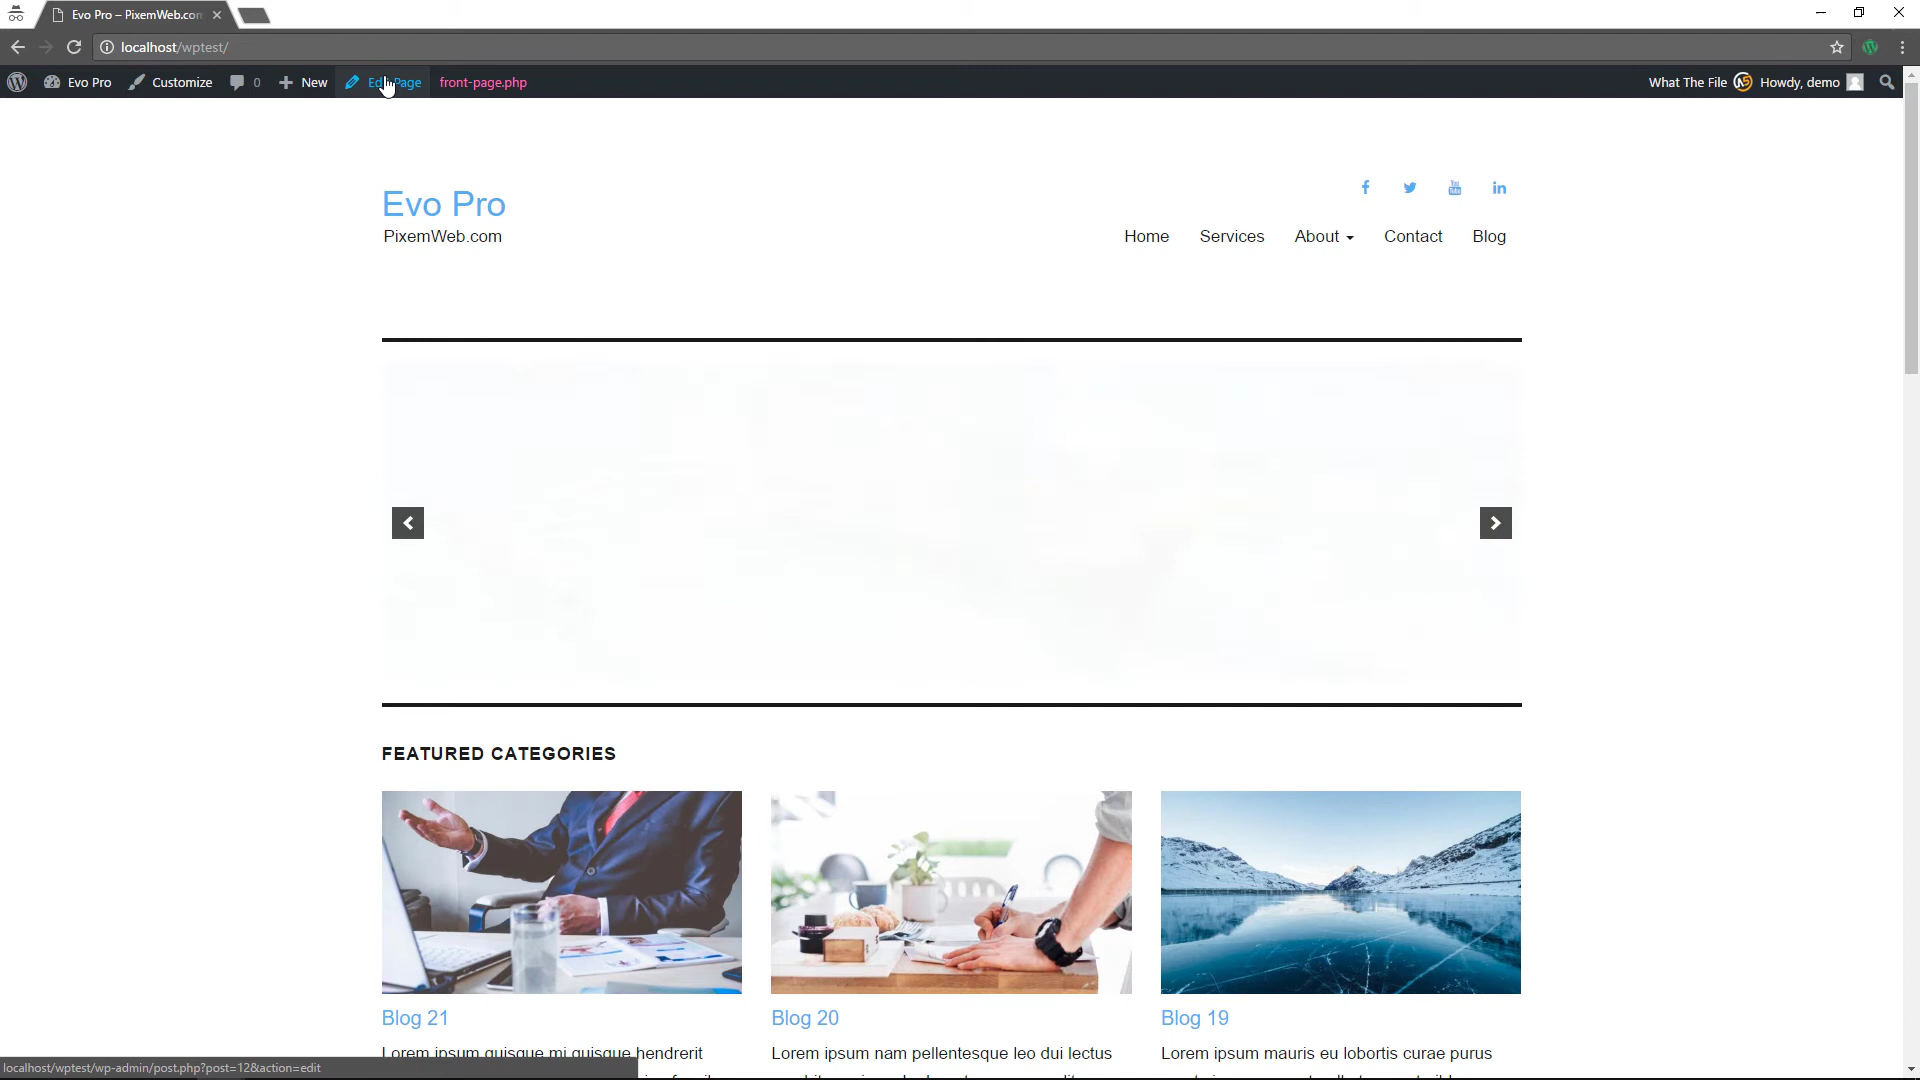 Evo Pro – PixemWeb.com
localhost/wptest/
Evo Pro Customize 0 New Edit Page front-page.php What The File Howdy, demo
Evo Pro
PixemWeb.com
Home Services About Contact Blog
FEATURED CATEGORIES
Blog 21 Blog 20 Blog 19
Lorem ipsum quisque mi quisque hendrerit Lorem ipsum nam pellentesque leo dui lectus Lorem ipsum mauris eu lobortis curae purus
localhost/wptest/wp-admin/post.php?post=12&action=edit